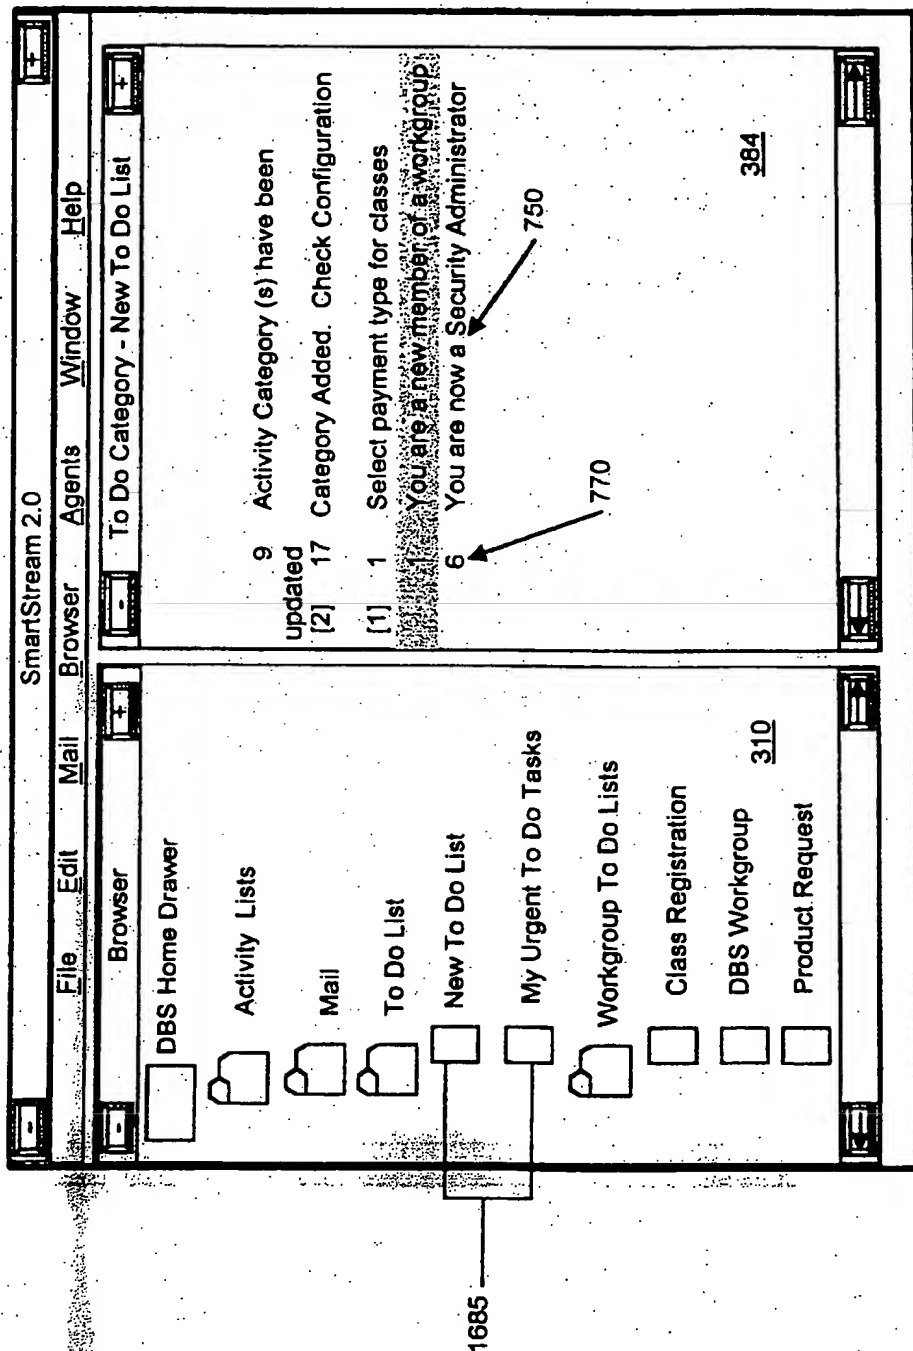 SmartStream 2.0
File Edit Mail Browser Agents Window Help
Browser
DBS Home Drawer
Activity Lists
Mail
To Do List
New To Do List
My Urgent To Do Tasks
Workgroup To Do Lists
Class Registration
DBS Workgroup
Product Request
310
1685
To Do Category - New To Do List
9 Activity Category (s) have been
updated
[2] 17 Category Added. Check Configuration
[1] 1 Select payment type for classes
1 You are a new member of a workgroup
6 You are now a Security Administrator
770
750
384